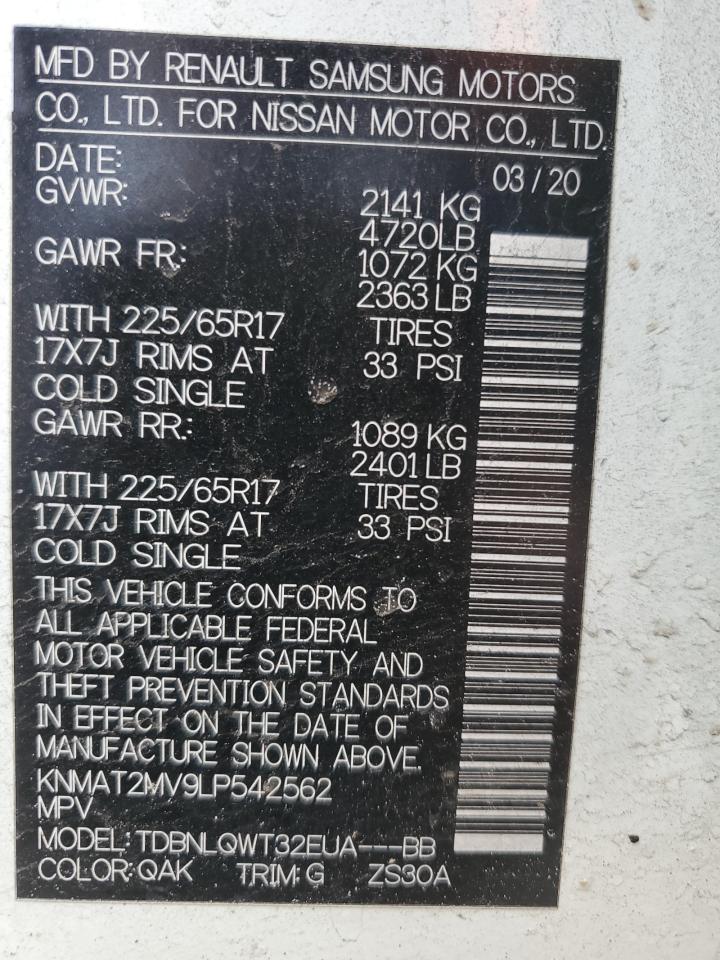 MFD BY RENAULT SAMSUNG MOTORS
CO., LTD. FOR NISSAN MOTOR CO., LTD.
DATE: 03 / 20
GVWR: 2141 KG
4720LB
GAWR FR: 1072 KG
2363 LB
WITH 225/65R17 TIRES
17X7J RIMS AT 33 PSI
COLD SINGLE
GAWR RR: 1089 KG
2401 LB
WITH 225/65R17 TIRES
17X7J RIMS AT 33 PSI
COLD SINGLE
THIS VEHICLE CONFORMS TO
ALL APPLICABLE FEDERAL
MOTOR VEHICLE SAFETY AND
THEFT PREVENTION STANDARDS
IN EFFECT ON THE DATE OF
MANUFACTURE SHOWN ABOVE.
KNMAT2MV9LP542562
MPV
MODEL: TDBNLQWT32EUA---BB
COLOR: QAK TRIM: G ZS30A